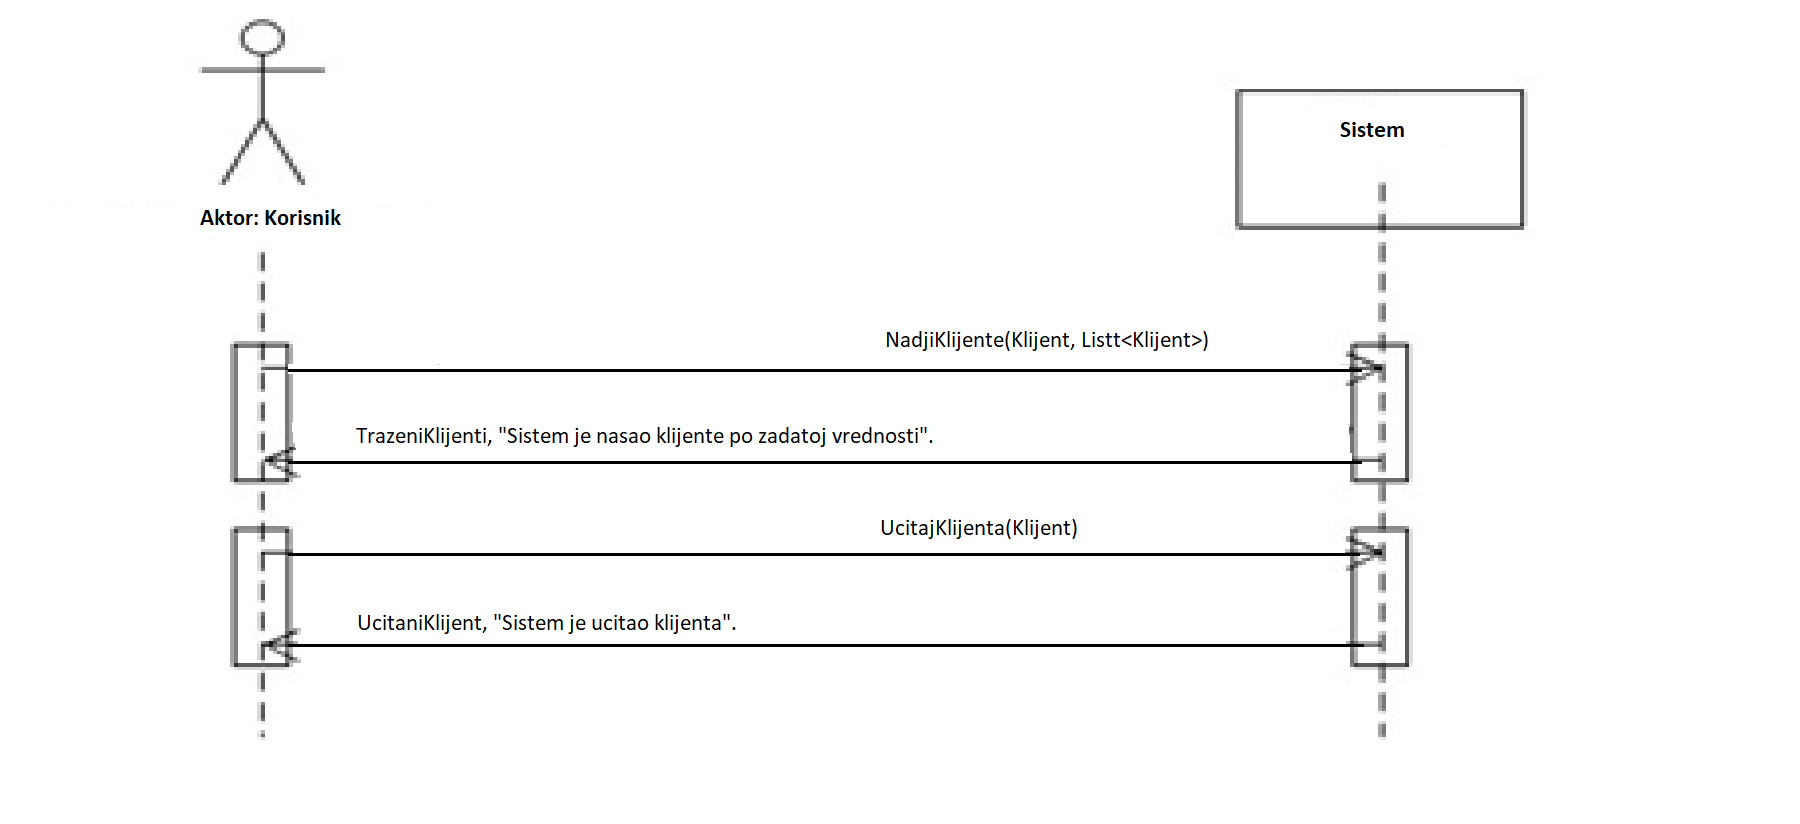 Sistem
Aktor: Korisnik
NadjiKlijente(Klijent, Listt<Klijent>)
TrazeniKlijenti, "Sistem je nasao klijente po zadatoj vrednosti".
UcitajKlijenta(Klijent)
UcitaniKlijent, "Sistem je ucitao klijenta".